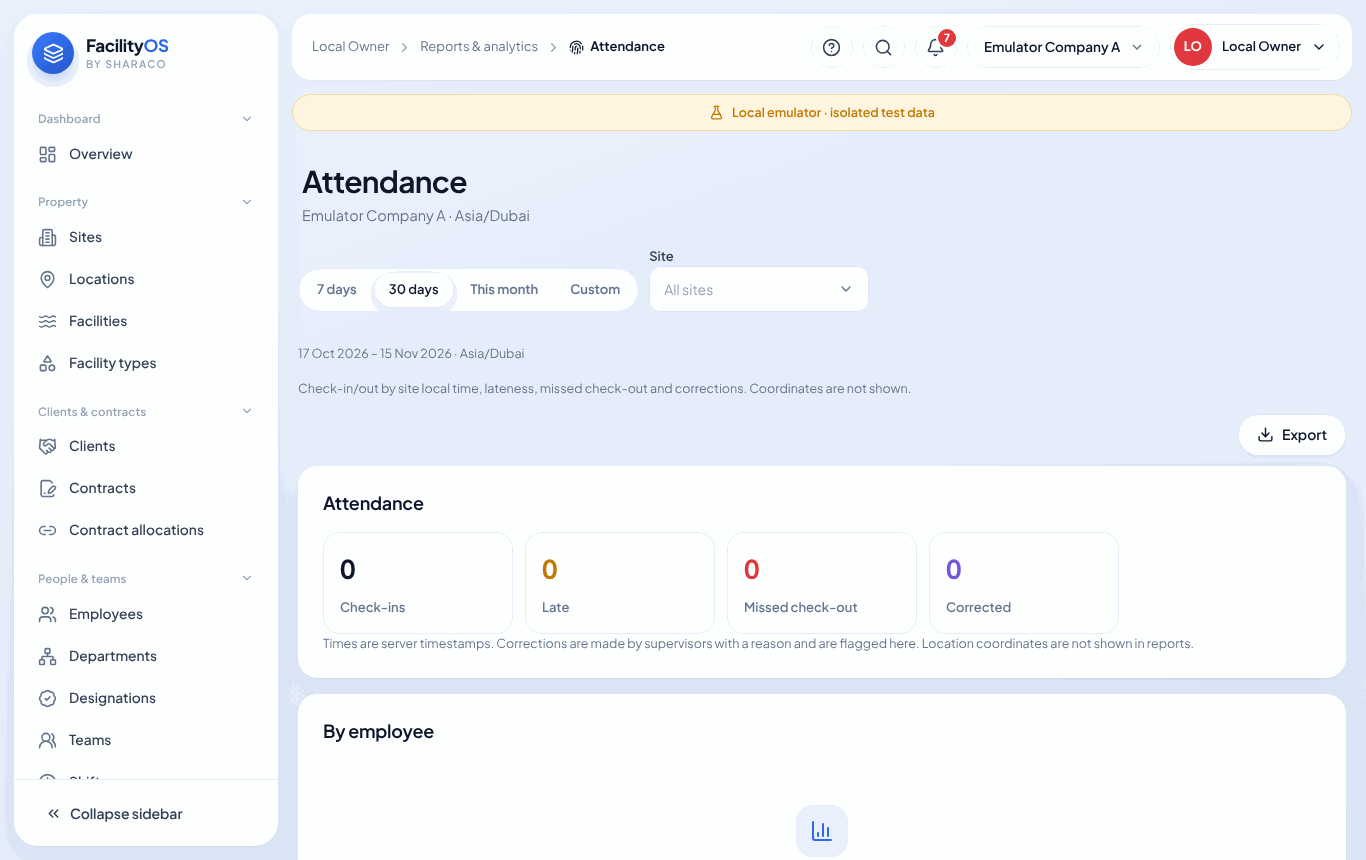 FacilityOS
BY SHARACO
Dashboard
Overview
Property
Sites
Locations
Facilities
Facility types
Clients & contracts
Clients
Contracts
Contract allocations
People & teams
Employees
Departments
Designations
Teams
Collapse sidebar
Local Owner
Reports & analytics
Attendance
7
Emulator Company A
LO
Local Owner
Local emulator · isolated test data
Attendance
Emulator Company A · Asia/Dubai
Site
7 days
30 days
This month
Custom
All sites
17 Oct 2026 – 15 Nov 2026 · Asia/Dubai
Check-in/out by site local time, lateness, missed check-out and corrections. Coordinates are not shown.
Export
Attendance
0
Check-ins
0
Late
0
Missed check-out
0
Corrected
Times are server timestamps. Corrections are made by supervisors with a reason and are flagged here. Location coordinates are not shown in reports.
By employee